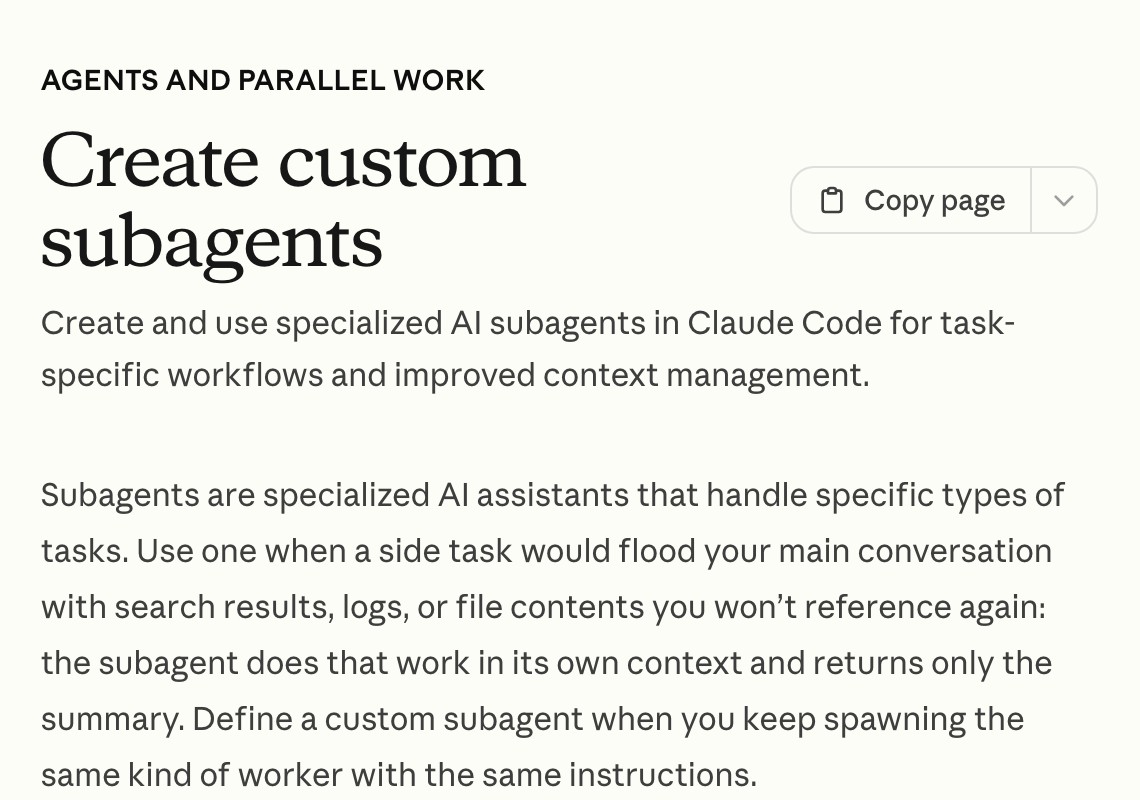 AGENTS AND PARALLEL WORK
Create custom
subagents
Copy page
Create and use specialized AI subagents in Claude Code for task-
specific workflows and improved context management.
Subagents are specialized AI assistants that handle specific types of
tasks. Use one when a side task would flood your main conversation
with search results, logs, or file contents you won’t reference again:
the subagent does that work in its own context and returns only the
summary. Define a custom subagent when you keep spawning the
same kind of worker with the same instructions.